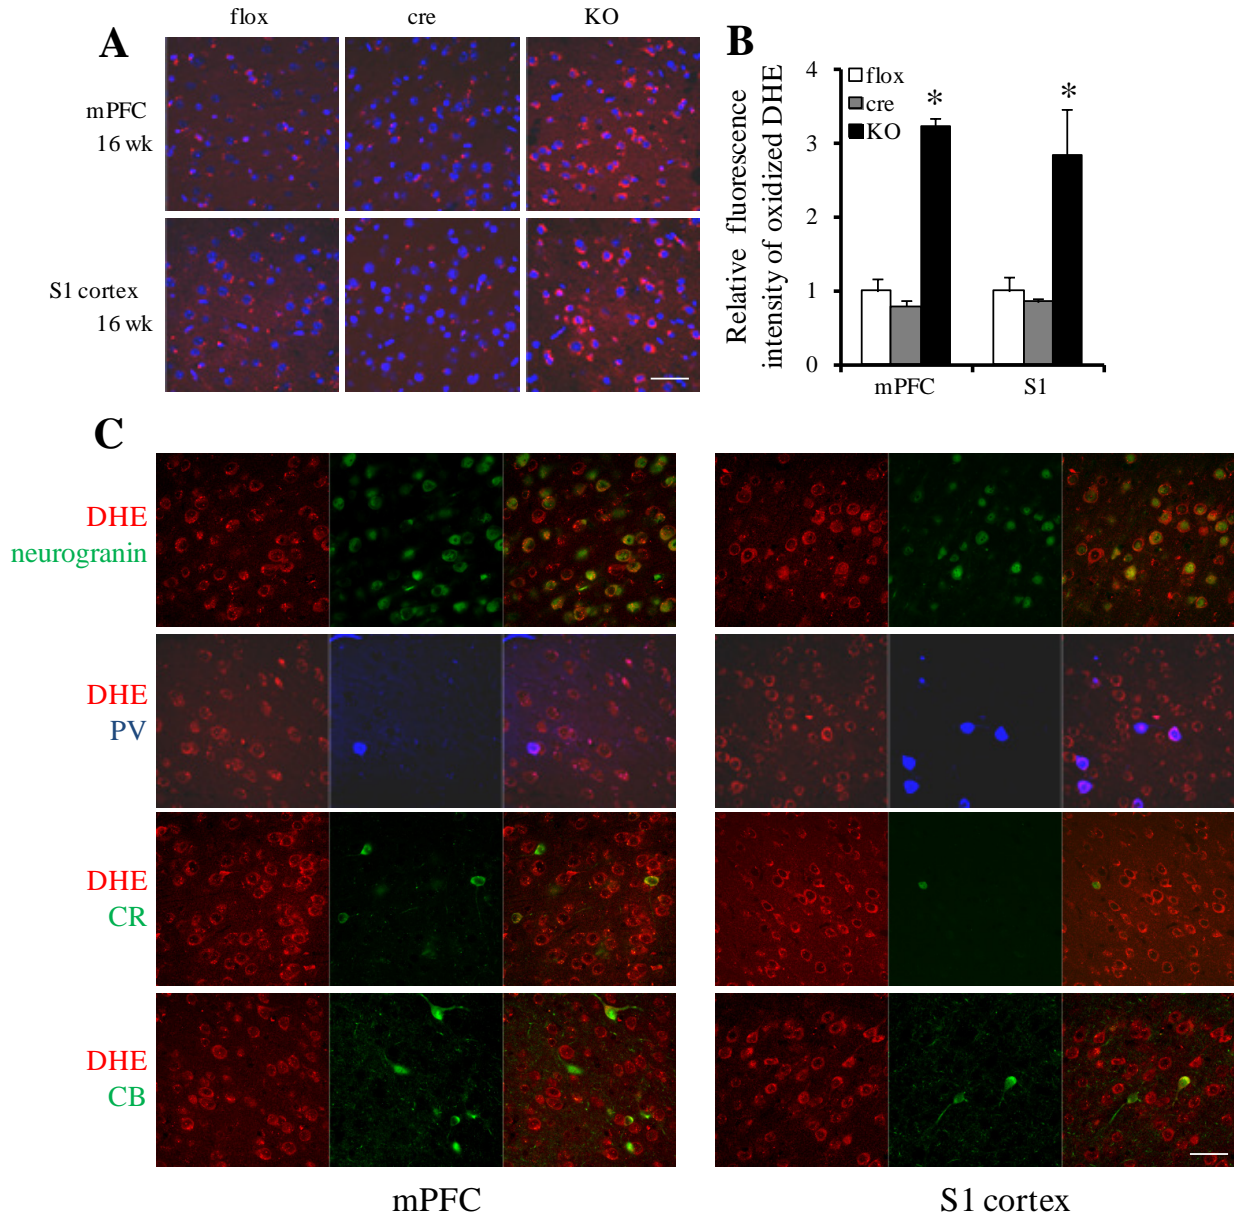 A
flox
cre
KO
mPFC
16 wk
S1 cortex
16 wk
B
Relative fluorescence
intensity of oxidized DHE
4
3
2
1
0
flox
cre
KO
*
*
mPFC
S1
C
DHE
neurogranin
DHE
PV
DHE
CR
DHE
CB
mPFC
S1 cortex